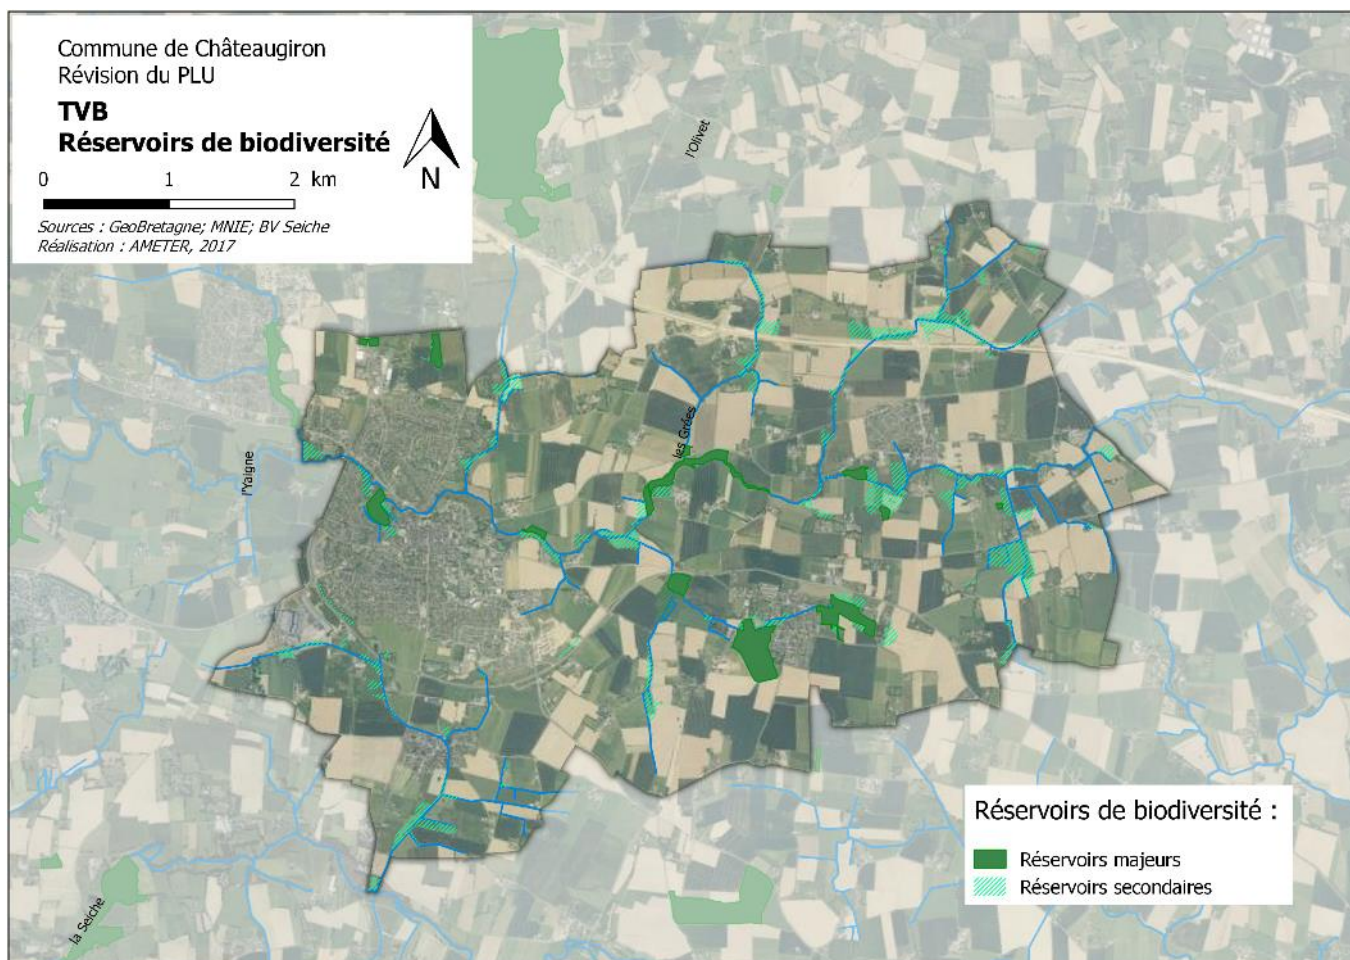 Commune de Châteaugiron
Révision du PLU
TVB
Réservoirs de biodiversité
N
0 1 2 km
Sources : GeoBretagne; MNIE; BV Seiche
Réalisation : AMETER, 2017
l'Olivet
les Grées
l'Yaigne
la Seiche
Réservoirs de biodiversité :
Réservoirs majeurs
Réservoirs secondaires